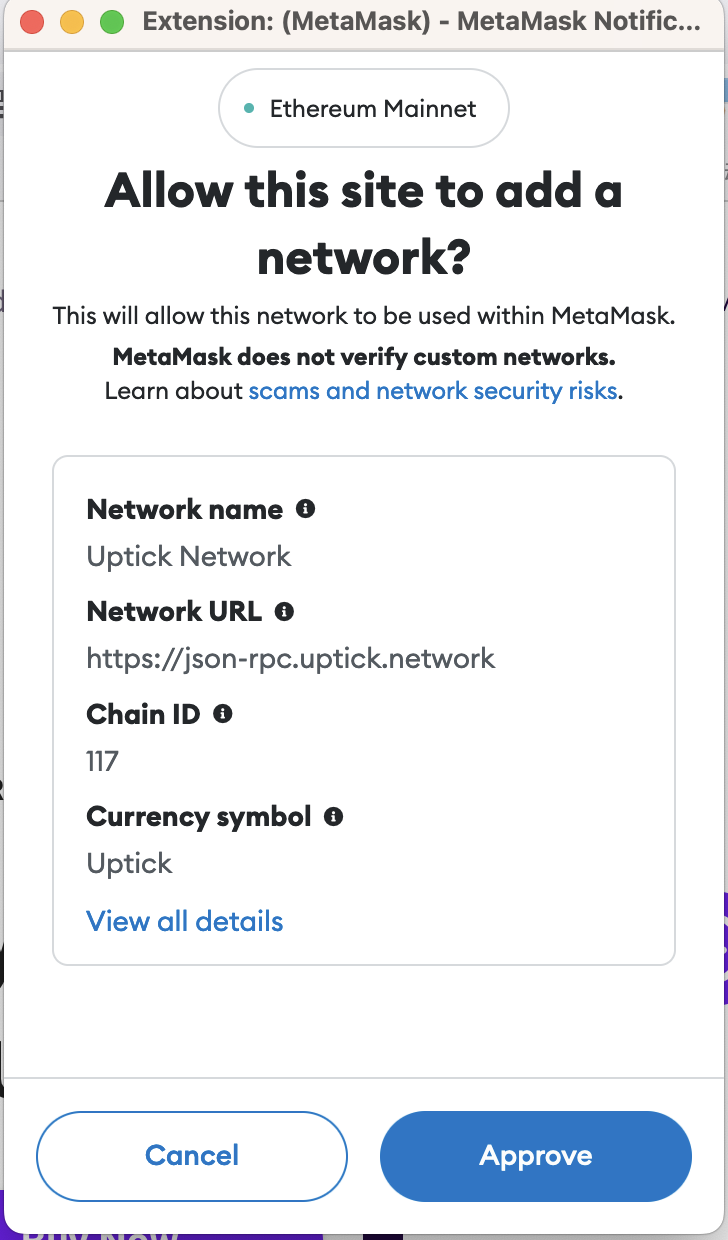 Extension: (MetaMask) - MetaMask Notific...
Ethereum Mainnet
Allow this site to add a
network?
This will allow this network to be used within MetaMask.
MetaMask does not verify custom networks.
Learn about scams and network security risks.
Network name
Uptick Network
Network URL
https://json-rpc.uptick.network
Chain ID
117
Currency symbol
Uptick
View all details
Cancel
Approve
Buy Now